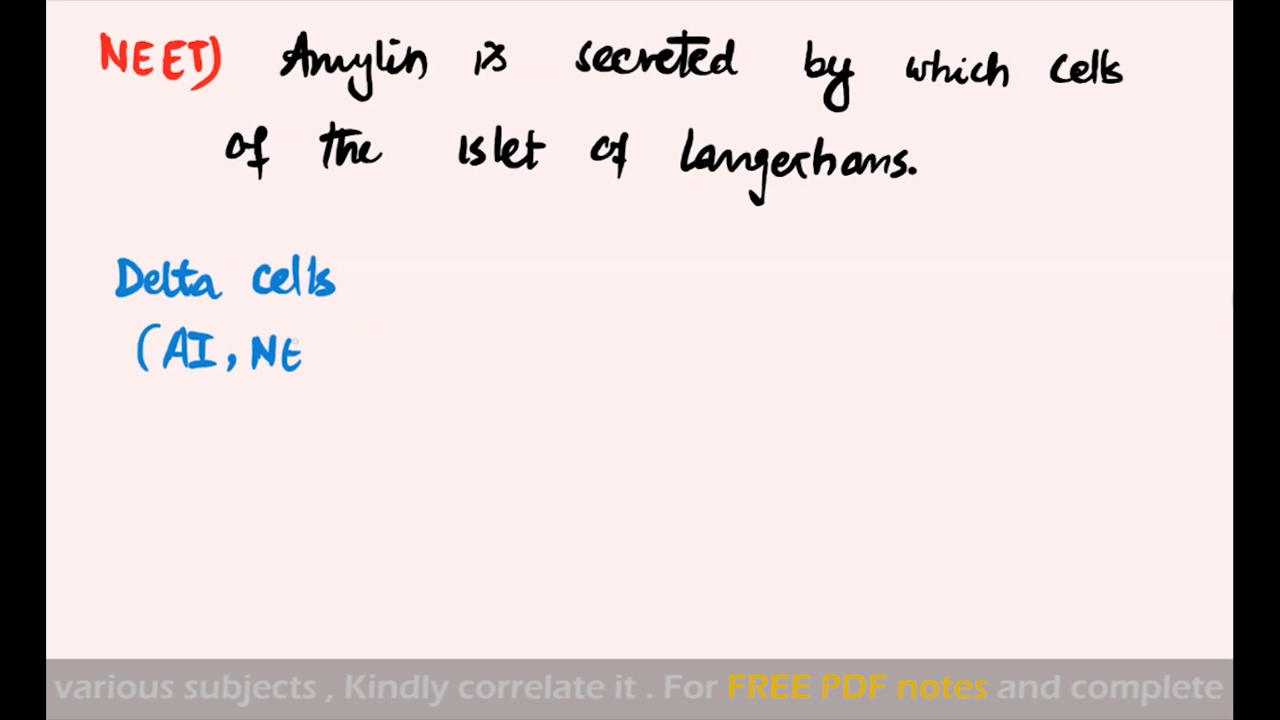 NEET) Amylin is secreted by which cells
of the islet of Langerhans.
Delta cells
(AI, NE
various subjects , Kindly correlate it . For FREE PDF notes and complete